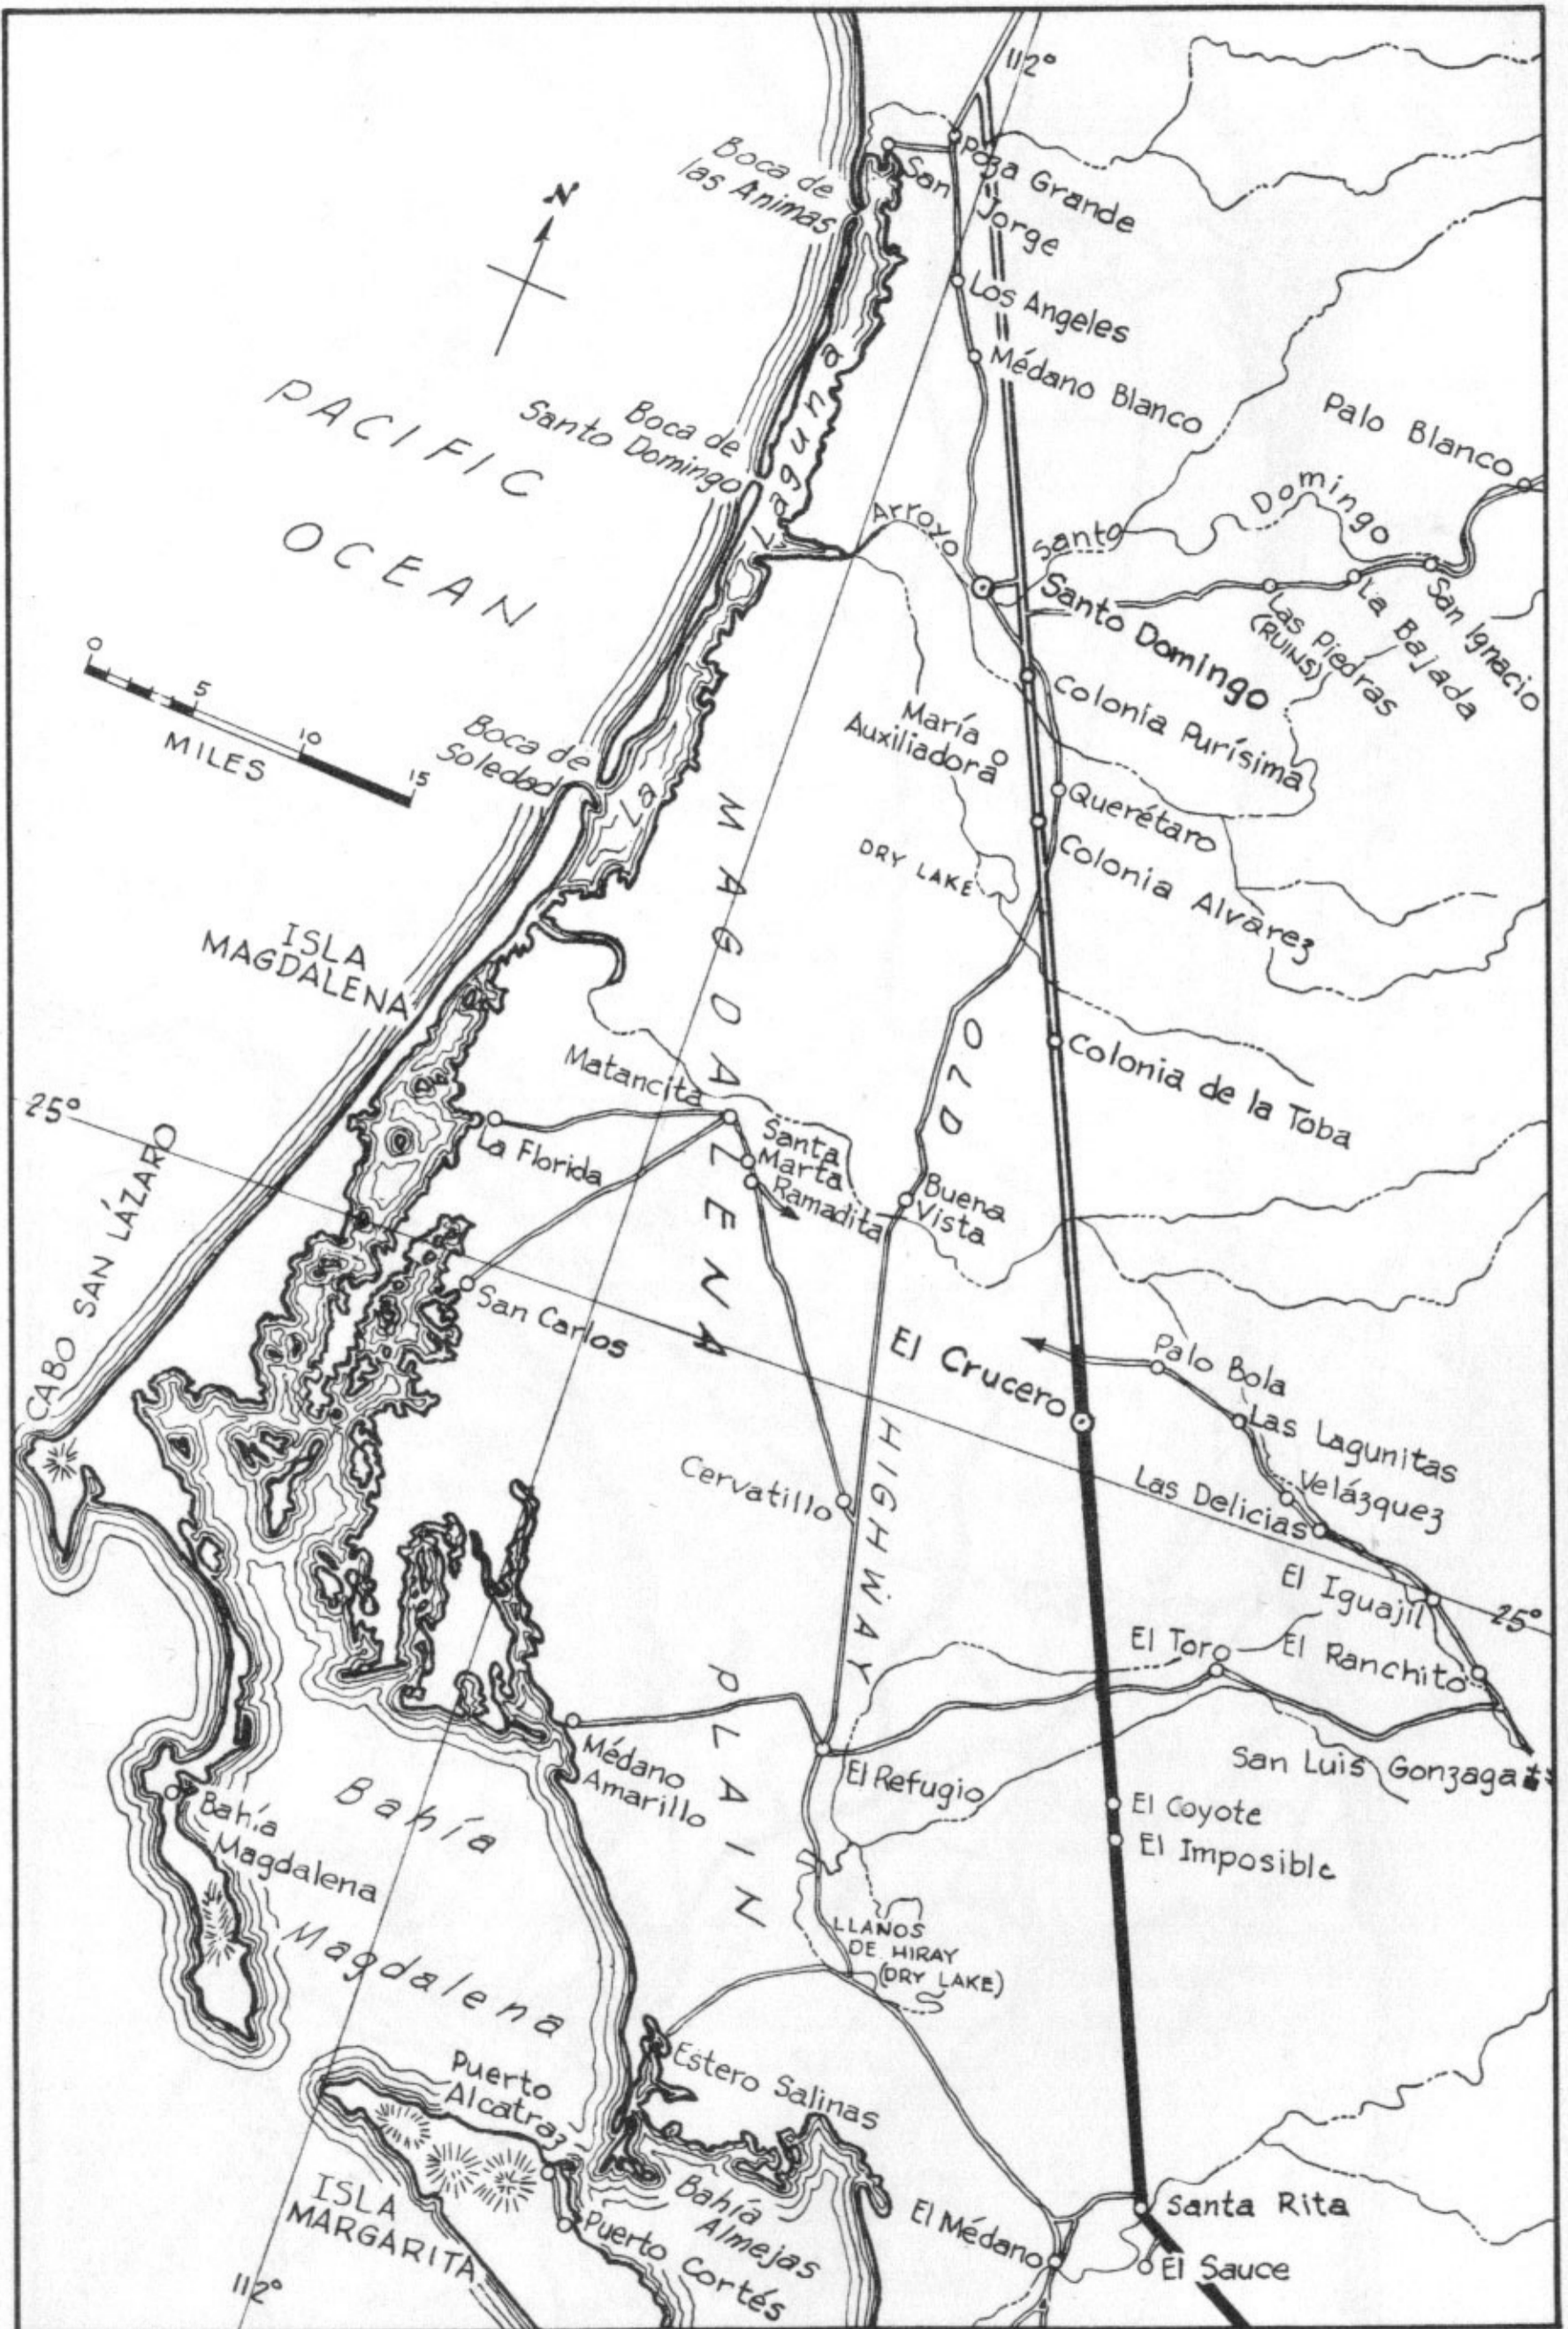 112°
N
Boca de
las Animas
Poza Grande
San Jorge
Los Angeles
Médano Blanco
PACIFIC
OCEAN
Boca de
Santo Domingo
Laguna
Palo Blanco
Arroyo Santo Domingo
Santo Domingo
Las Piedras
(RUINS)
La Bajada
San Ignacio
0 5 10 15
MILES
Boca de
Soledad
La
María
Auxiliadora
Colonia Purísima
Querétaro
DRY LAKE
Colonia Alvarez
ISLA
MAGDALENA
MAGDALENA
PLAIN
OLD
HIGHWAY
Colonia de la Toba
Matancita
25°
La Florida
Santa
Marta
Ramadita
Buena
Vista
CABO SAN LÁZARO
San Carlos
El Crucero
Palo Bola
Las Lagunitas
Velázquez
Cervatillo
Las Delicias
El Iguajil
25°
El Toro
El Ranchito
Médano
Amarillo
El Refugio
San Luis Gonzaga
Bahía
Magdalena
Bahía
Magdalena
El Coyote
El Imposible
LLANOS
DE HIRAY
(DRY LAKE)
Estero Salinas
Puerto
Alcatraz
ISLA
MARGARITA
Puerto Cortés
Bahía
Almejas
El Médano
Santa Rita
El Sauce
112°